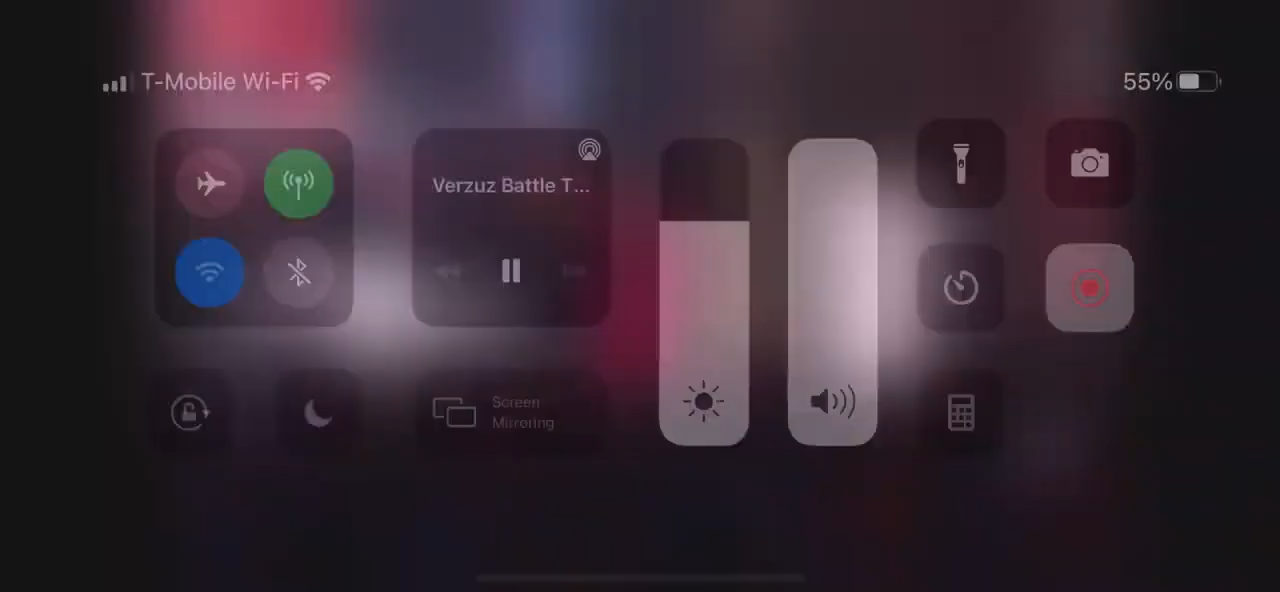 T-Mobile Wi-Fi
55%
Verzuz Battle T...
Screen
Mirroring